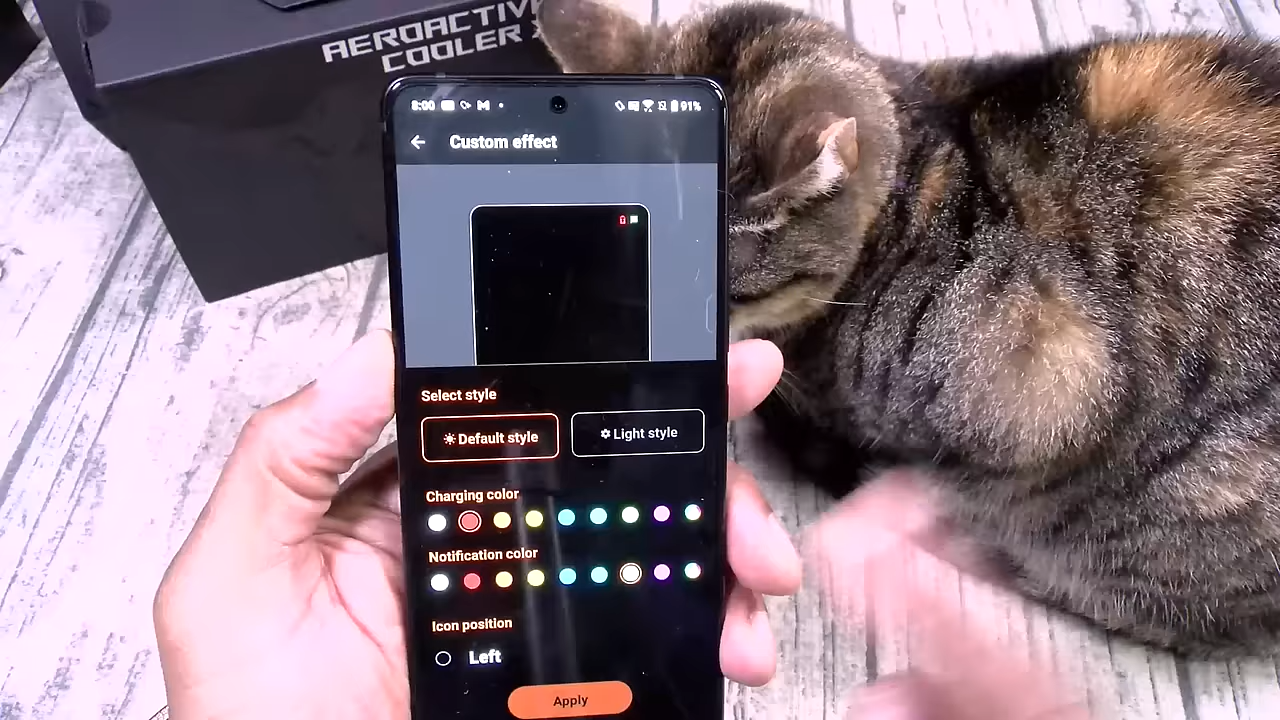 AEROACTIVE
COOLER
8:00 91%
Custom effect
Select style
Default style
Light style
Charging color
Notification color
Icon position
Left
Apply